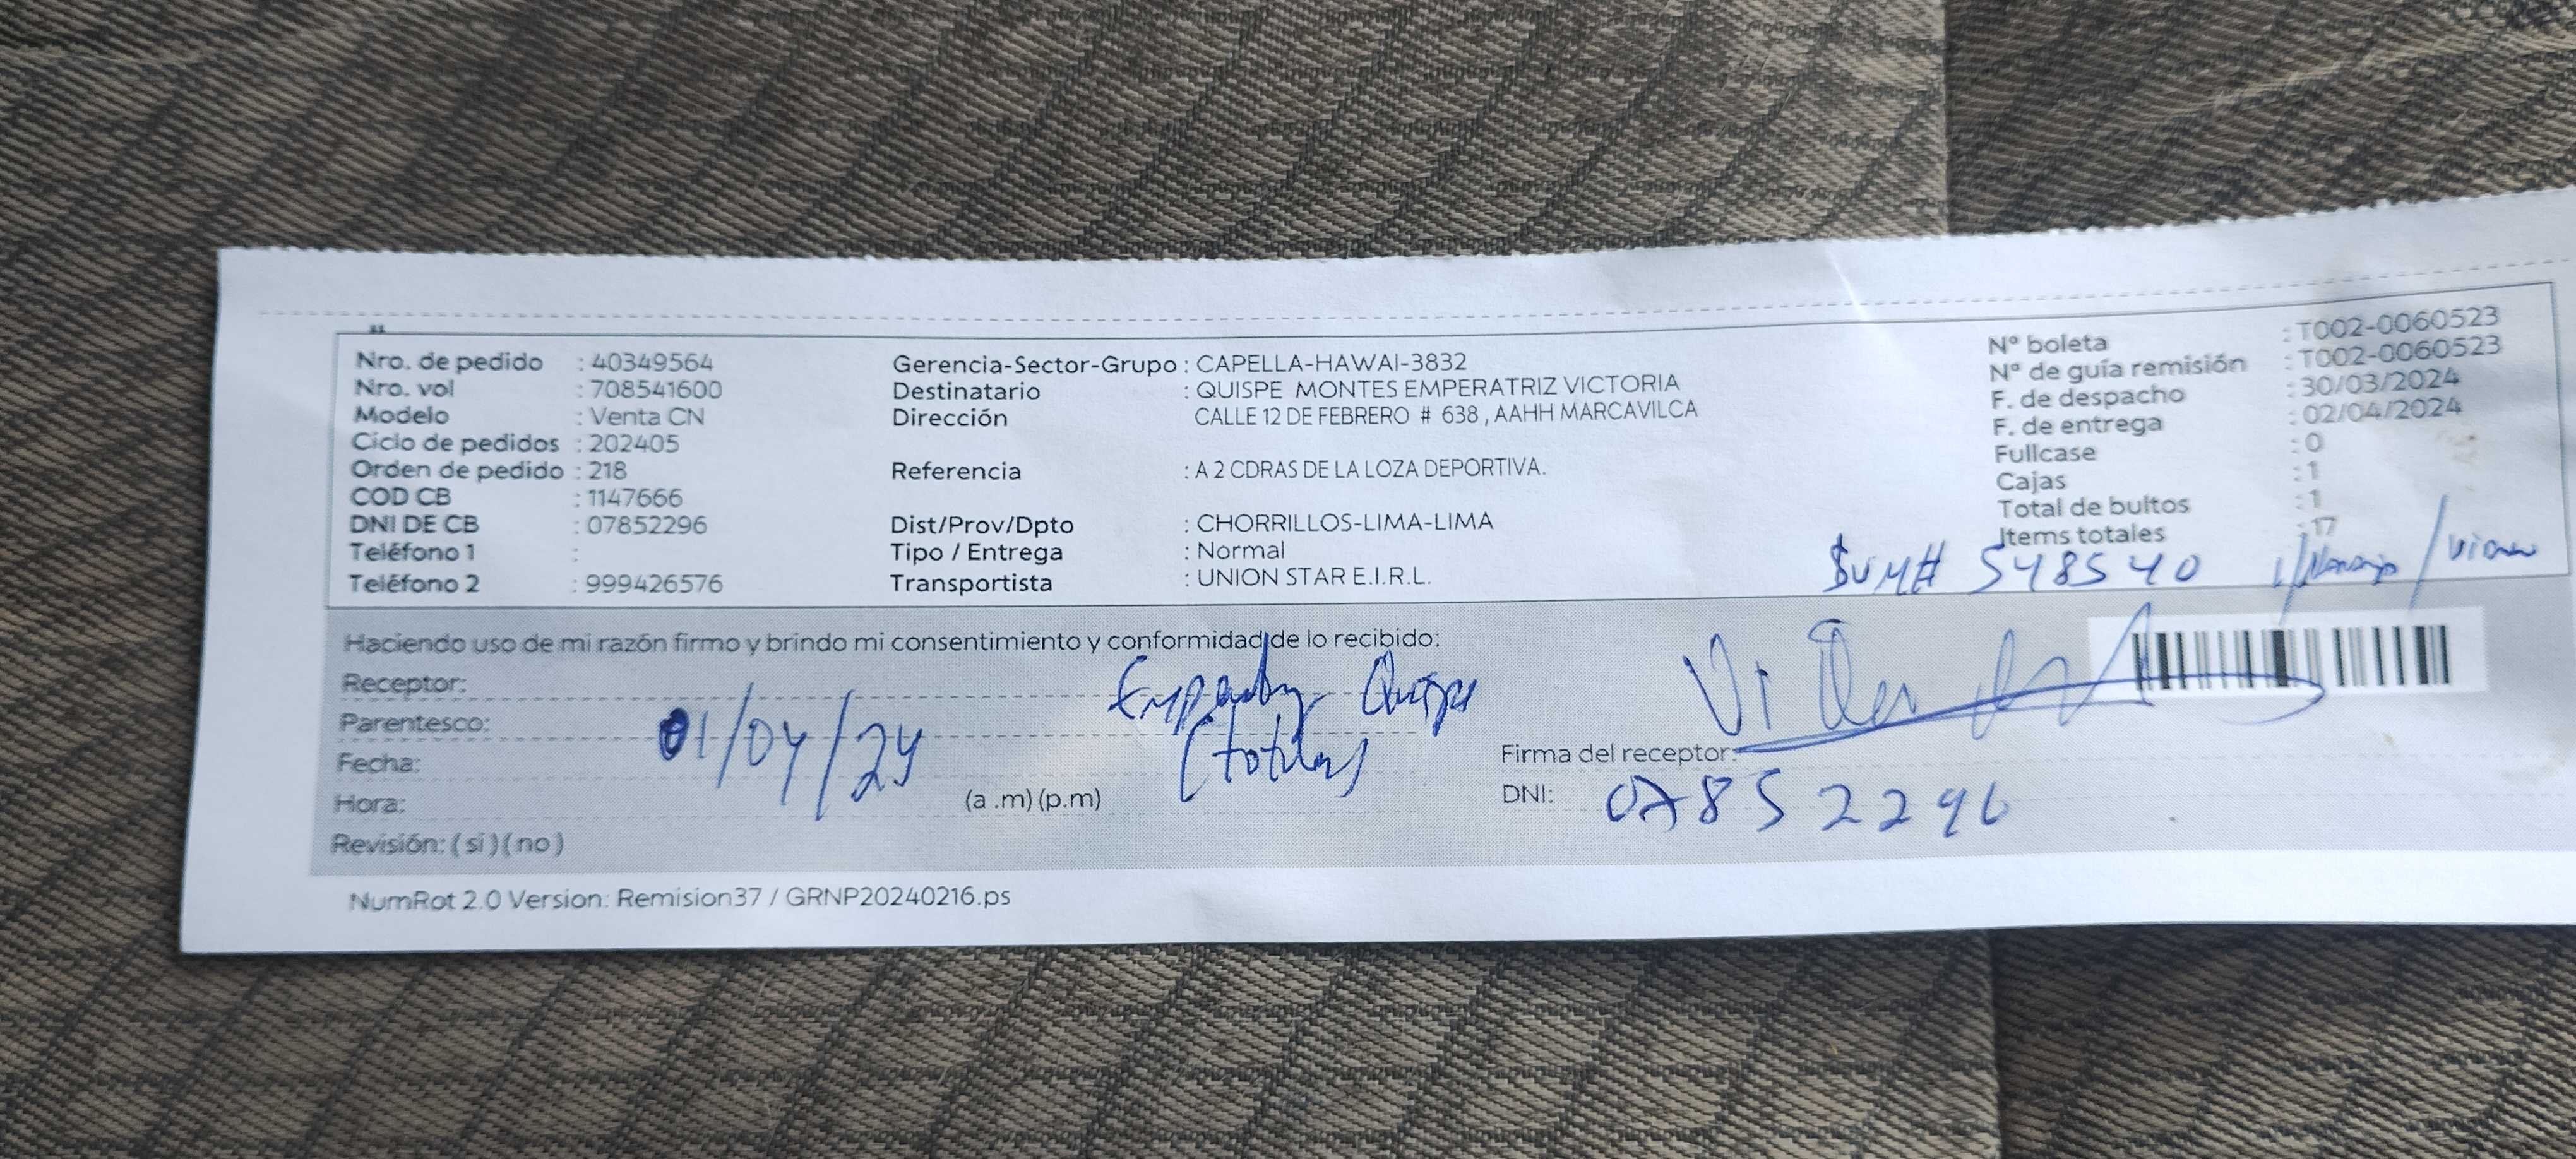 Nro. de pedido : 40349564
Nro. vol : 708541600
Modelo : Venta CN
Ciclo de pedidos : 202405
Orden de pedido : 218
COD CB : 1147666
DNI DE CB : 07852296
Teléfono 1 :
Teléfono 2 : 999426576
Gerencia-Sector-Grupo : CAPELLA-HAWAI-3832
Destinatario : QUISPE MONTES EMPERATRIZ VICTORIA
Dirección CALLE 12 DE FEBRERO # 638 , AAHH MARCAVILCA
Referencia : A 2 CDRAS DE LA LOZA DEPORTIVA.
Dist/Prov/Dpto : CHORRILLOS-LIMA-LIMA
Tipo / Entrega : Normal
Transportista : UNION STAR E.I.R.L.
Nº boleta : T002-0060523
Nº de guía remisión : T002-0060523
F. de despacho : 30/03/2024
F. de entrega : 02/04/2024
Fullcase : 0
Cajas : 1
Total de bultos : 1
Items totales : 17
SUM# 548540
Haciendo uso de mi razón firmo y brindo mi consentimiento y conformidad de lo recibido:
Receptor: Quispe
Parentesco: (titular)
Fecha: 01/04/24
Hora: (a .m) (p.m)
Revisión: ( si ) ( no )
Firma del receptor:
DNI: 07852296
NumRot 2.0 Version: Remision37 / GRNP20240216.ps